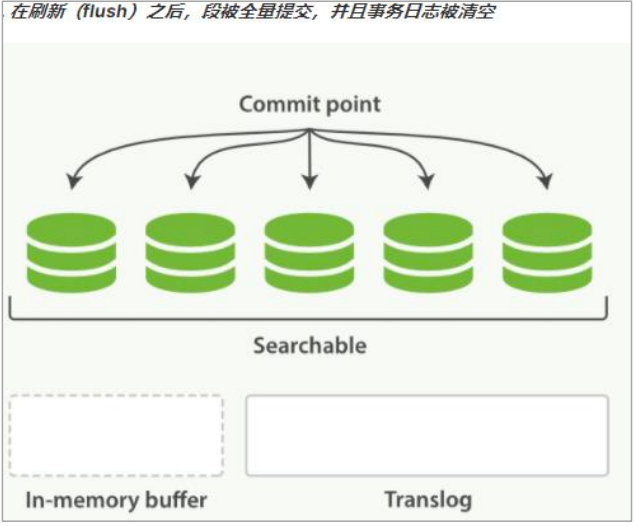 在刷新（flush）之后，段被全量提交，并且事务日志被清空
Commit point
Searchable
In-memory buffer
Translog